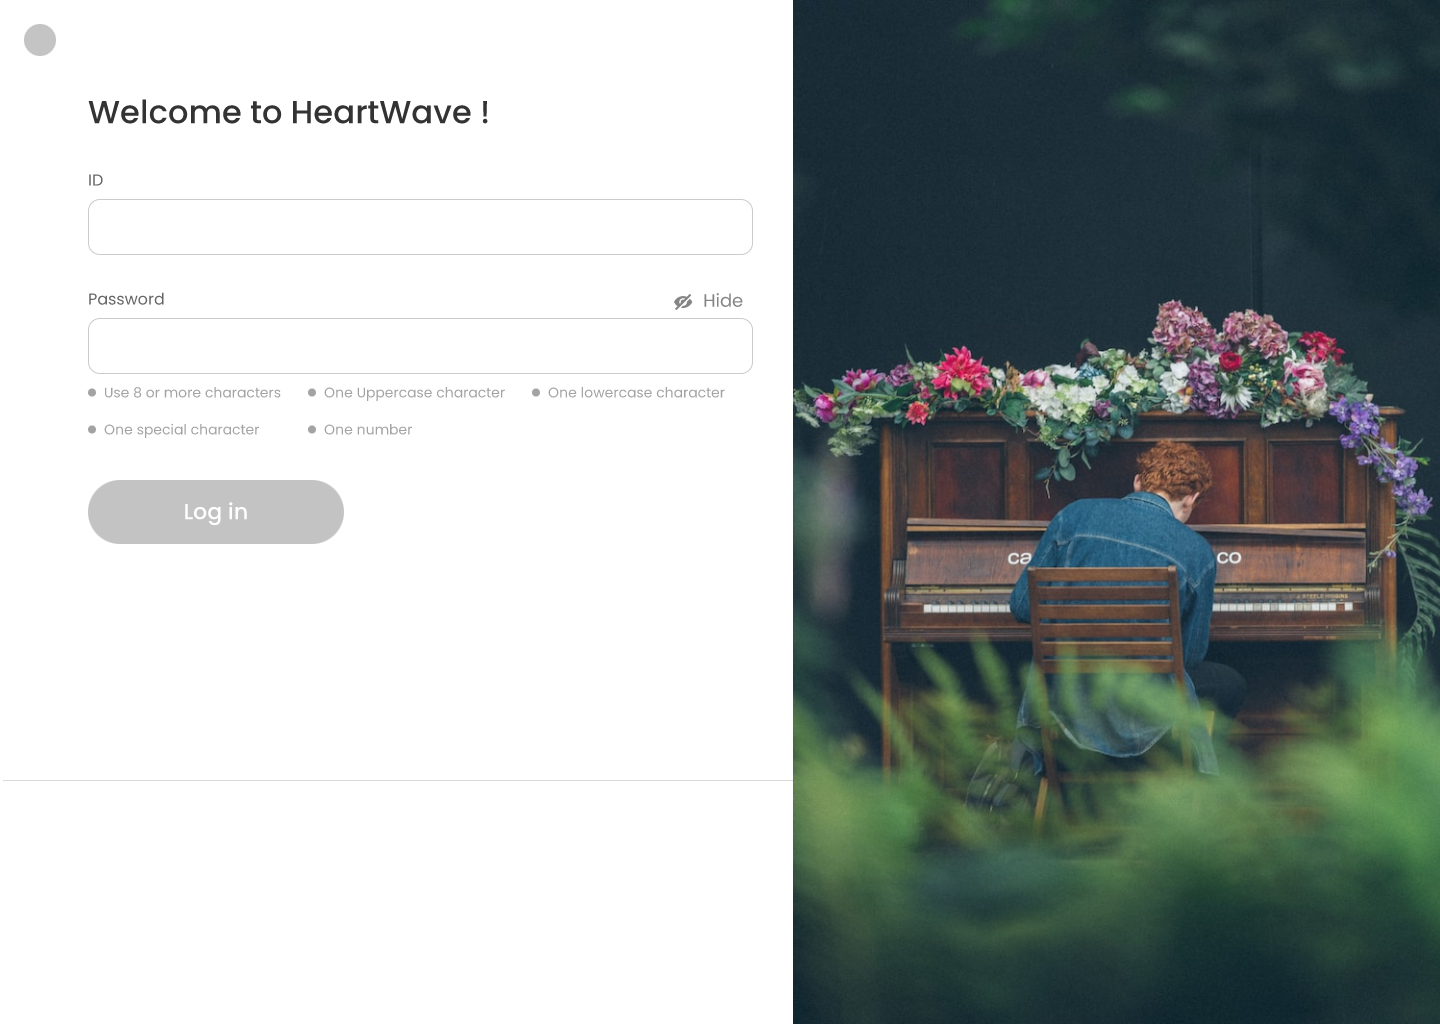 Welcome to HeartWave !
ID
Password
Hide
Use 8 or more characters
One Uppercase character
One lowercase character
One special character
One number
Log in
ca
co